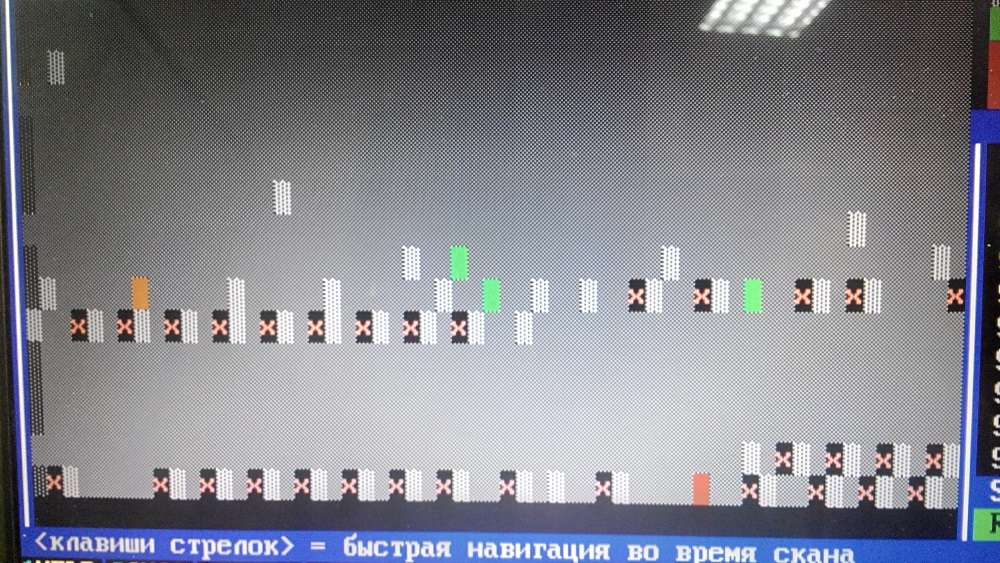 <клавиши стрелок> = быстрая навигация во время скана